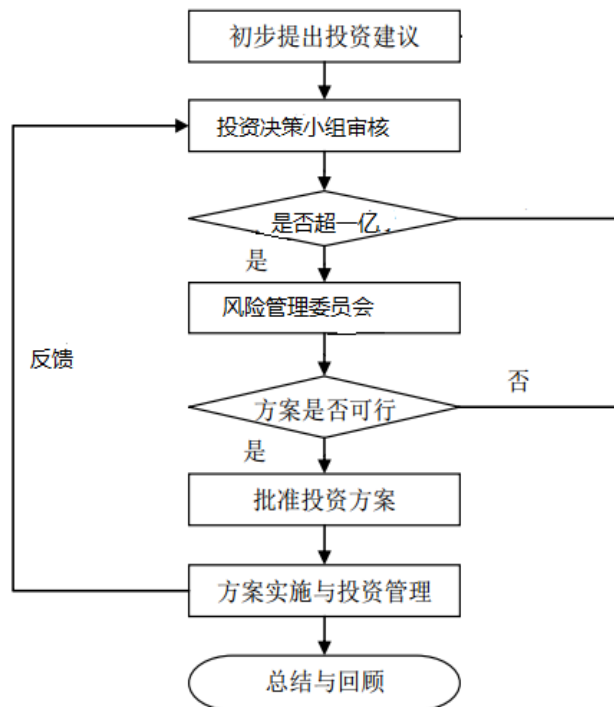 初步提出投资建议
投资决策小组审核
是否超一亿
是
风险管理委员会
反馈
否
方案是否可行
是
批准投资方案
方案实施与投资管理
总结与回顾